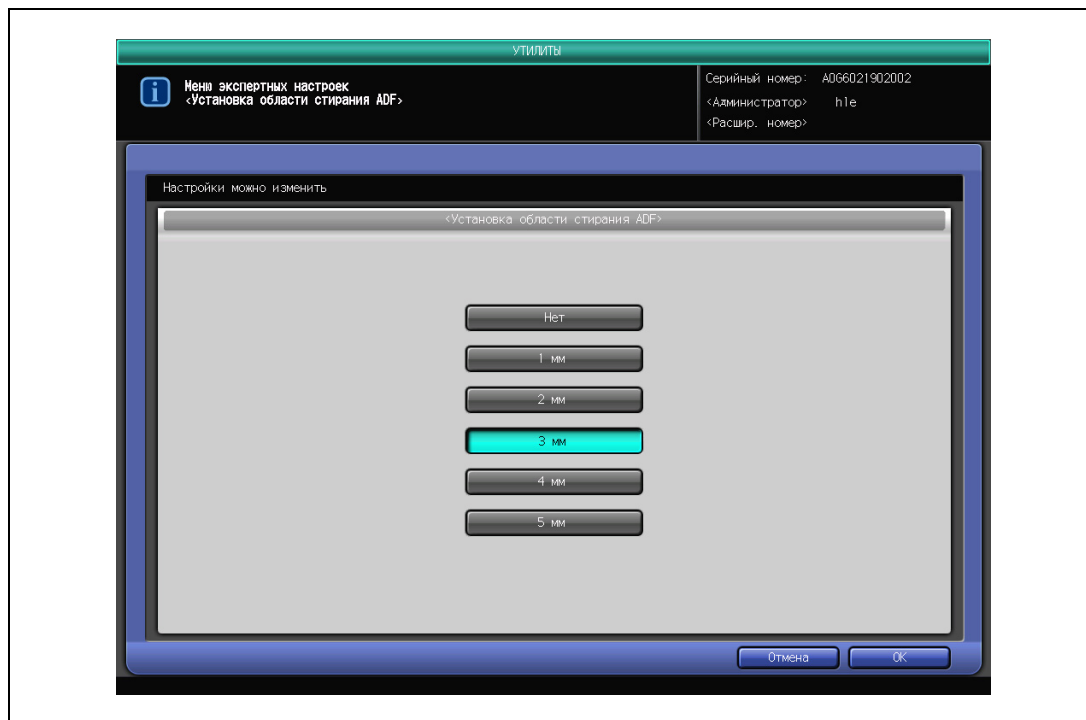 УТИЛИТЫ
Меню экспертных настроек
<Установка области стирания ADF>
Серийный номер: A0G6021902002
<Администратор> hle
<Расшир. номер>
Настройки можно изменить
<Установка области стирания ADF>
Нет
1 мм
2 мм
3 мм
4 мм
5 мм
Отмена
OK